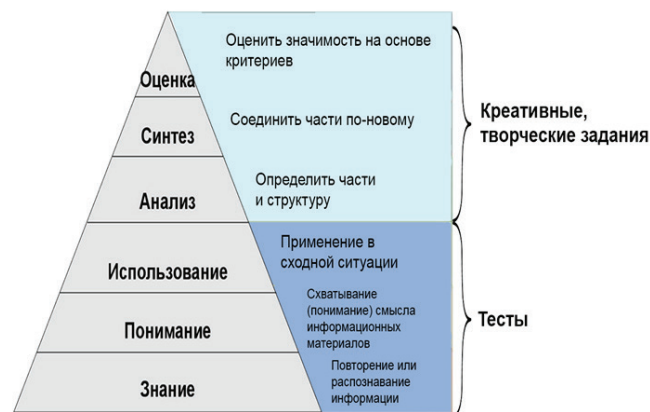 Оценка
Оценить значимость на основе
критериев
Синтез
Соединить части по-новому
Анализ
Определить части
и структуру
Креативные,
творческие задания
Использование
Применение в
сходной ситуации
Понимание
Схватывание
(понимание) смысла
информационных
материалов
Знание
Повторение или
распознавание
информации
Тесты